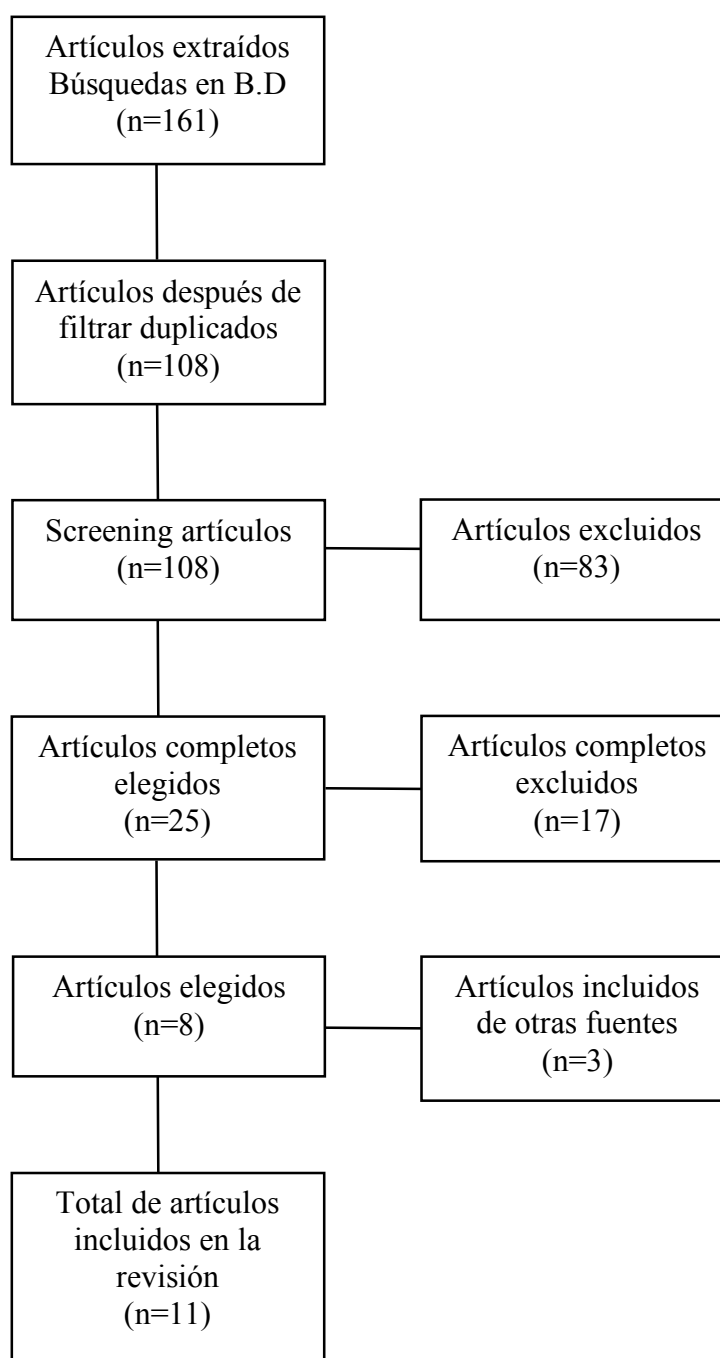 Artículos extraídos
Búsquedas en B.D
(n=161)
Artículos después de
filtrar duplicados
(n=108)
Screening artículos
(n=108)
Artículos excluidos
(n=83)
Artículos completos
elegidos
(n=25)
Artículos completos
excluidos
(n=17)
Artículos elegidos
(n=8)
Artículos incluidos
de otras fuentes
(n=3)
Total de artículos
incluidos en la
revisión
(n=11)